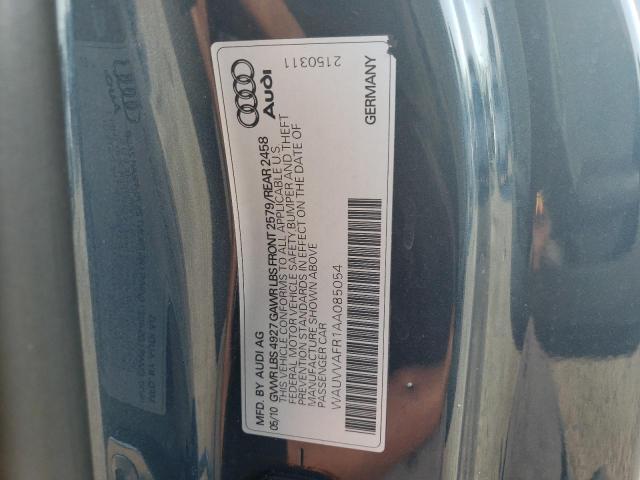 MFD. BY AUDI AG
05/10 GVWR LBS 4927 GAWR LBS FRONT 2579/REAR 2458
THIS VEHICLE CONFORMS TO ALL APPLICABLE U.S.
FEDERAL MOTOR VEHICLE SAFETY, BUMPER AND THEFT
PREVENTION STANDARDS IN EFFECT ON THE DATE OF
MANUFACTURE SHOWN ABOVE
PASSENGER CAR
WAUVVAFR1AA085054
Audi
2150311
GERMANY